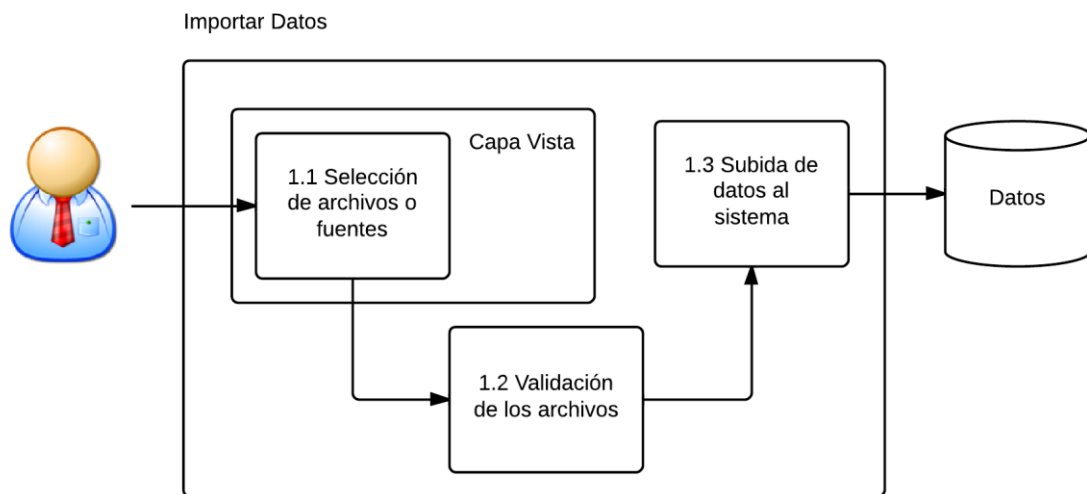 Importar Datos
Capa Vista
1.1 Selección
de archivos o
fuentes
1.2 Validación
de los archivos
1.3 Subida de
datos al
sistema
Datos